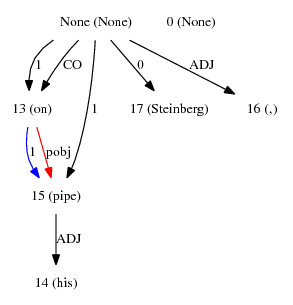 None (None) 0 (None)
1 CO 0 ADJ
13 (on) 1 17 (Steinberg) 16 (,)
1 pobj
15 (pipe)
ADJ
14 (his)